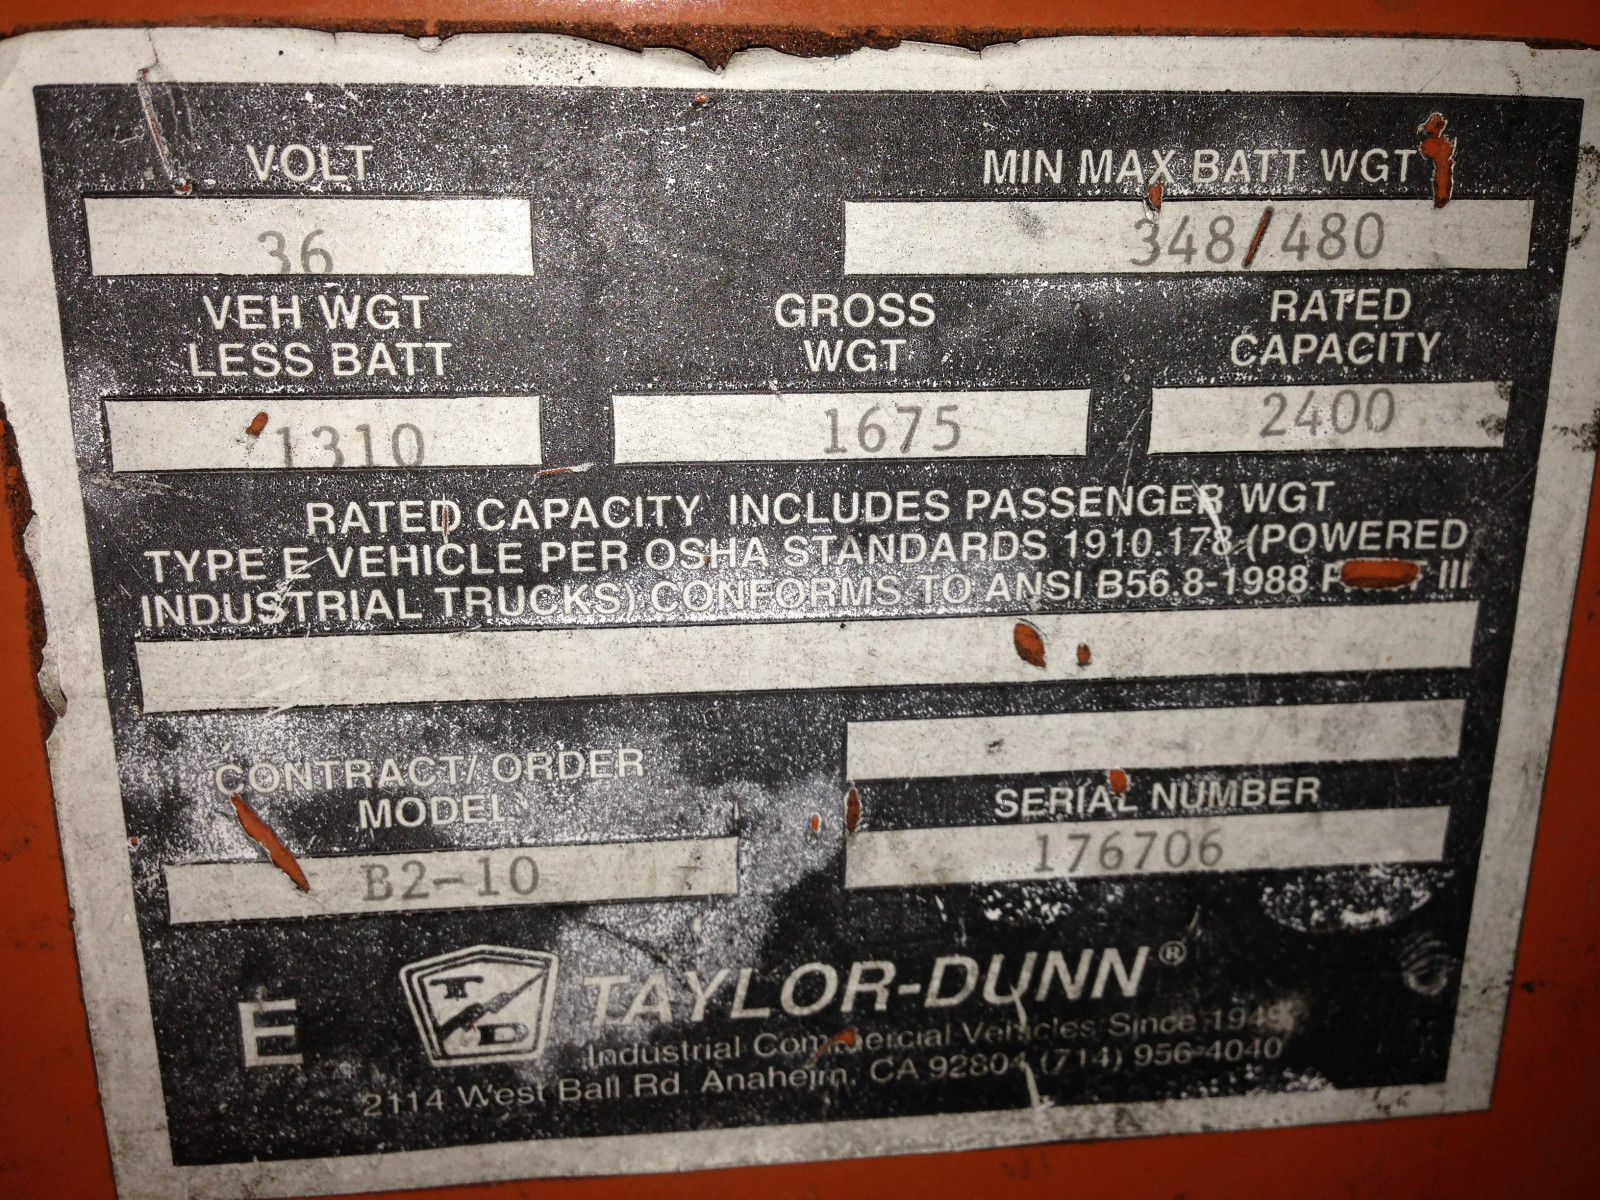 VOLT
36
MIN MAX BATT WGT
348/480
VEH WGT
LESS BATT
1310
GROSS
WGT
1675
RATED
CAPACITY
2400
RATED CAPACITY INCLUDES PASSENGER WGT
TYPE E VEHICLE PER OSHA STANDARDS 1910.178 (POWERED
INDUSTRIAL TRUCKS) CONFORMS TO ANSI B56.8-1988 III
CONTRACT/ORDER
MODEL
B2-10
SERIAL NUMBER
176706
E
TD
TAYLOR-DUNN®
Industrial Commercial Vehicles Since 1949
2114 West Ball Rd. Anaheim, CA 92804 (714) 956-4040